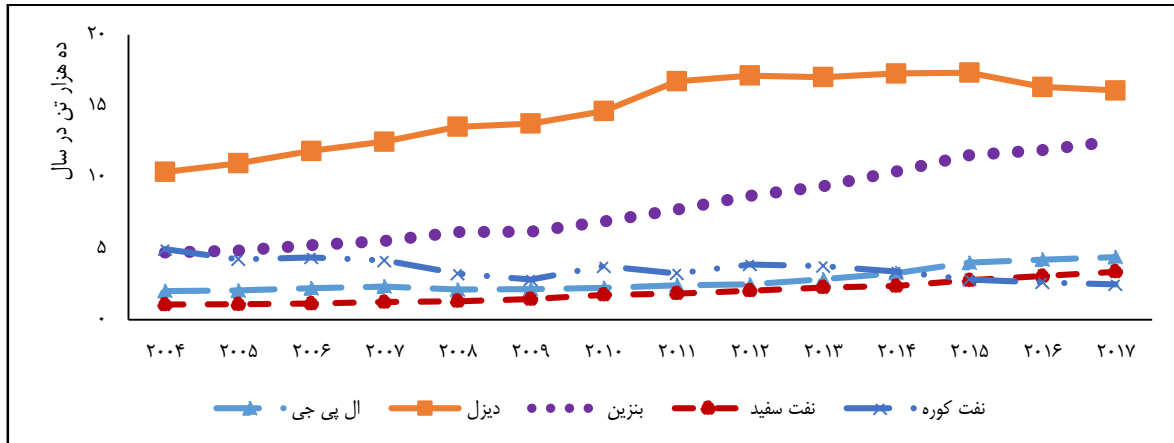 ده هزار تن در سال
۲۰
۱۵
۱۰
۵
۰
۲۰۰۴ ۲۰۰۵ ۲۰۰۶ ۲۰۰۷ ۲۰۰۸ ۲۰۰۹ ۲۰۱۰ ۲۰۱۱ ۲۰۱۲ ۲۰۱۳ ۲۰۱۴ ۲۰۱۵ ۲۰۱۶ ۲۰۱۷
ال پی جی دیزل بنزین نفت سفید نفت کوره